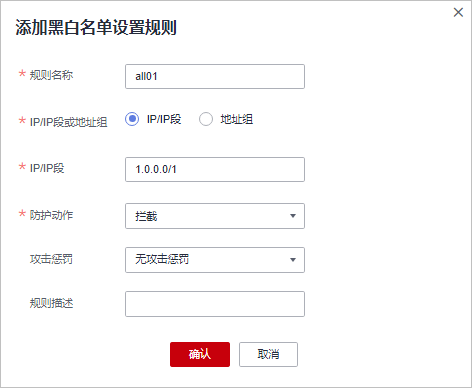 添加黑白名单设置规则
* 规则名称 all01
* IP/IP段或地址组 IP/IP段 地址组
* IP/IP段 1.0.0.0/1
* 防护动作 拦截
攻击惩罚 无攻击惩罚
规则描述
确认 取消